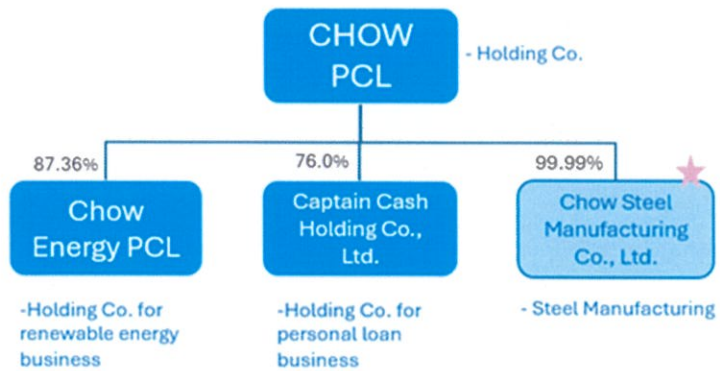 CHOW
PCL
- Holding Co.
87.36%
76.0%
99.99%
Chow
Energy PCL
Captain Cash
Holding Co.,
Ltd.
Chow Steel
Manufacturing
Co., Ltd.
-Holding Co. for
renewable energy
business
-Holding Co. for
personal loan
business
- Steel Manufacturing